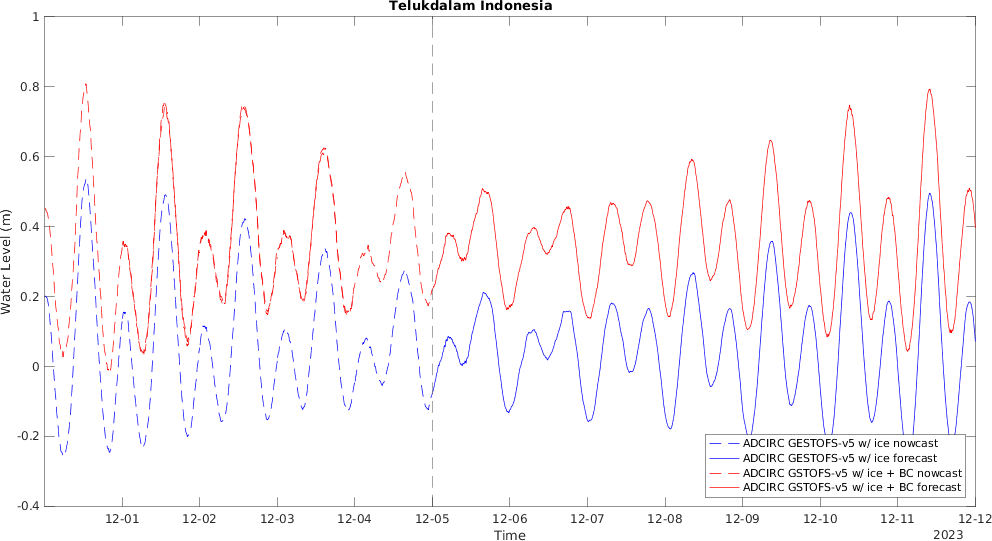 Telukdalam Indonesia
Water Level (m)
1
0.8
0.6
0.4
0.2
0
-0.2
-0.4
12-01 12-02 12-03 12-04 12-05 12-06 12-07 12-08 12-09 12-10 12-11 12-12
Time
2023
ADCIRC GESTOFS-v5 w/ ice nowcast
ADCIRC GESTOFS-v5 w/ ice forecast
ADCIRC GSTOFS-v5 w/ ice + BC nowcast
ADCIRC GSTOFS-v5 w/ ice + BC forecast